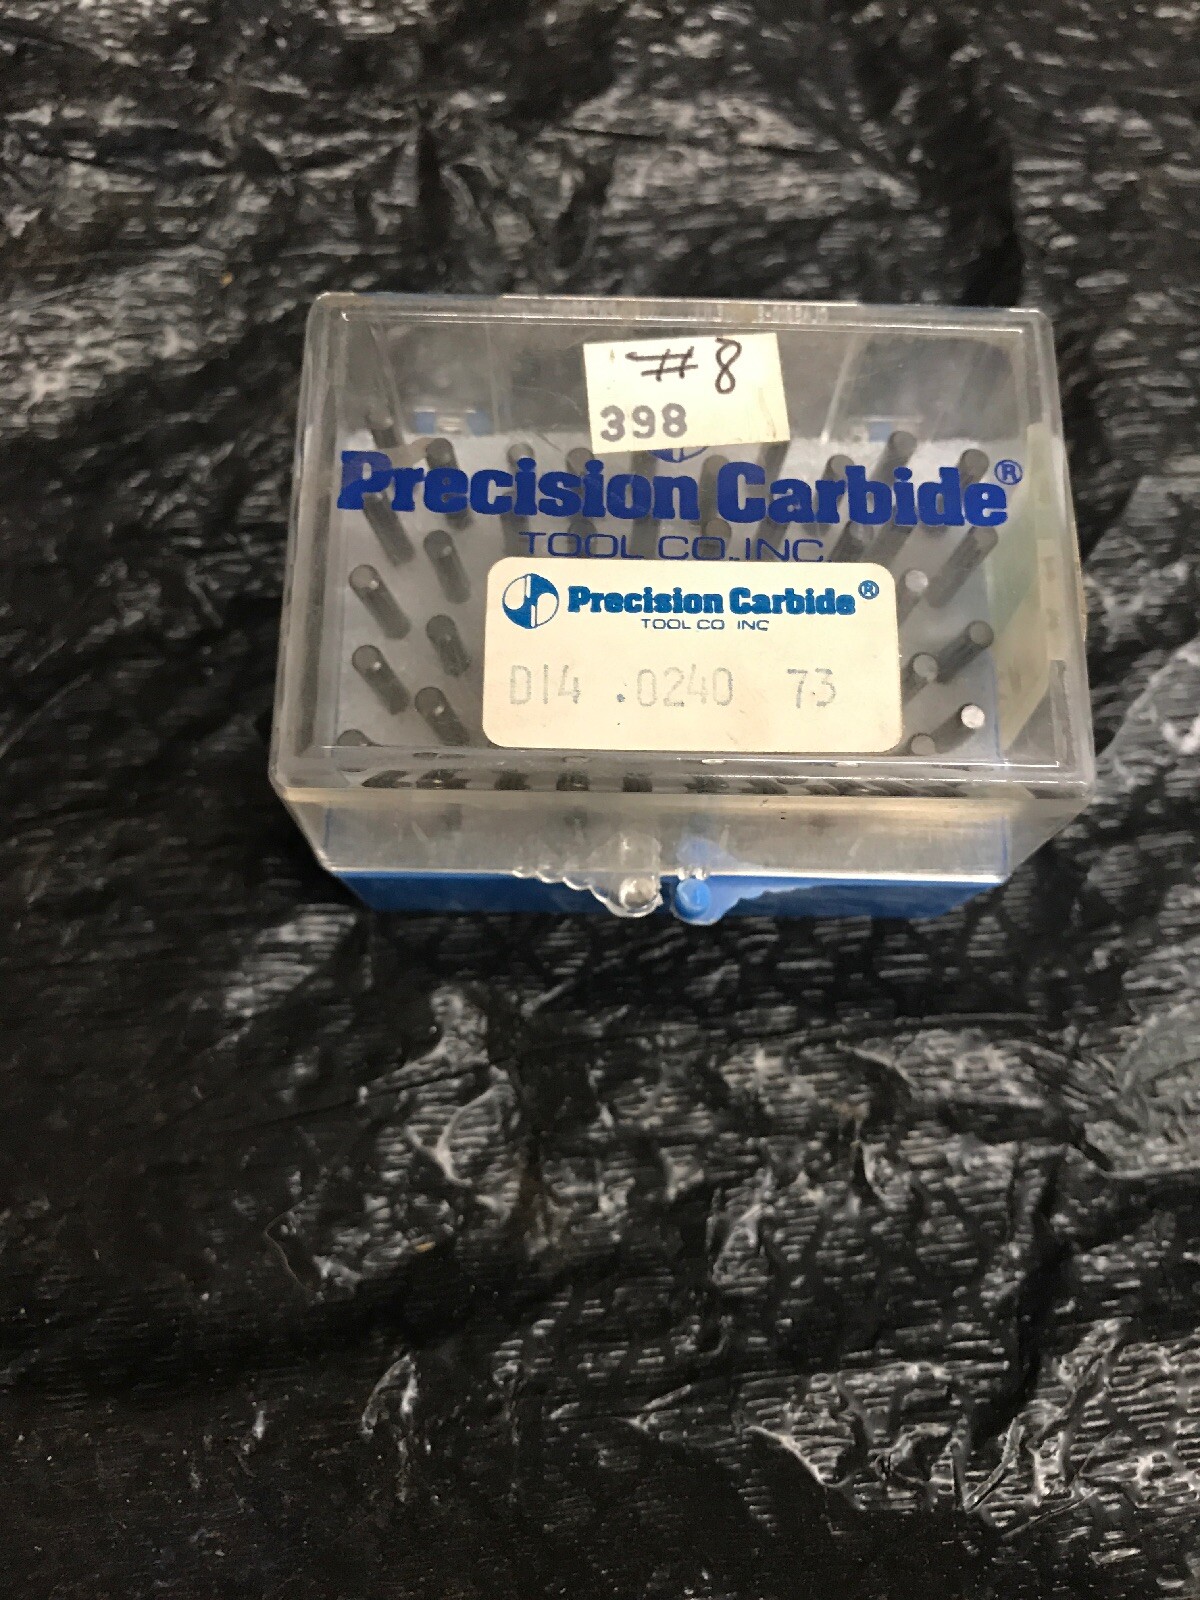 #8
398
Precision Carbide®
TOOL CO., INC.
Precision Carbide®
TOOL CO INC
D14 .0240 73